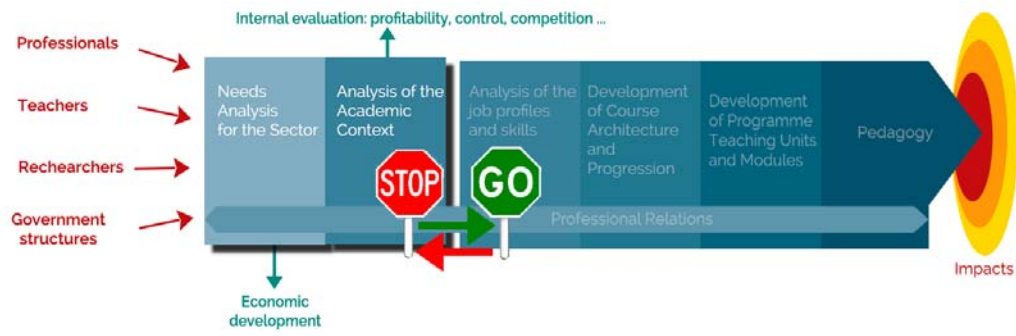 Internal evaluation: profitability, control, competition ...
Professionals
Teachers
Rechearchers
Government
structures
Needs
Analysis
for the Sector
Analysis of the
Academic
Context
Analysis of the
job profiles
and skills
Development
of Course
Architecture
and
Progression
Development
of Programme
Teaching Units
and Modules
Pedagogy
STOP
GO
Professional Relations
Impacts
Economic
development